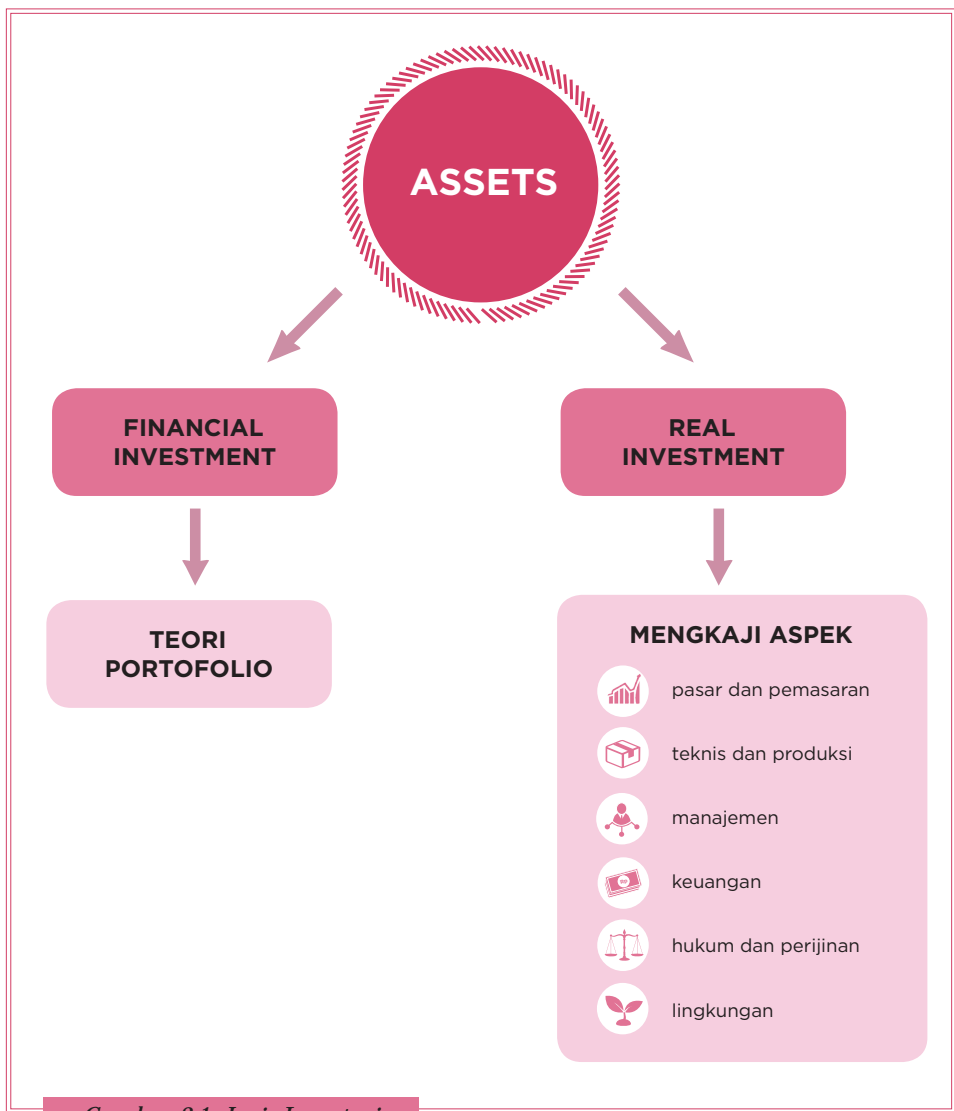 ASSETS
FINANCIAL
INVESTMENT
REAL
INVESTMENT
TEORI
PORTOFOLIO
MENGKAJI ASPEK
pasar dan pemasaran
teknis dan produksi
manajemen
keuangan
hukum dan perijinan
lingkungan